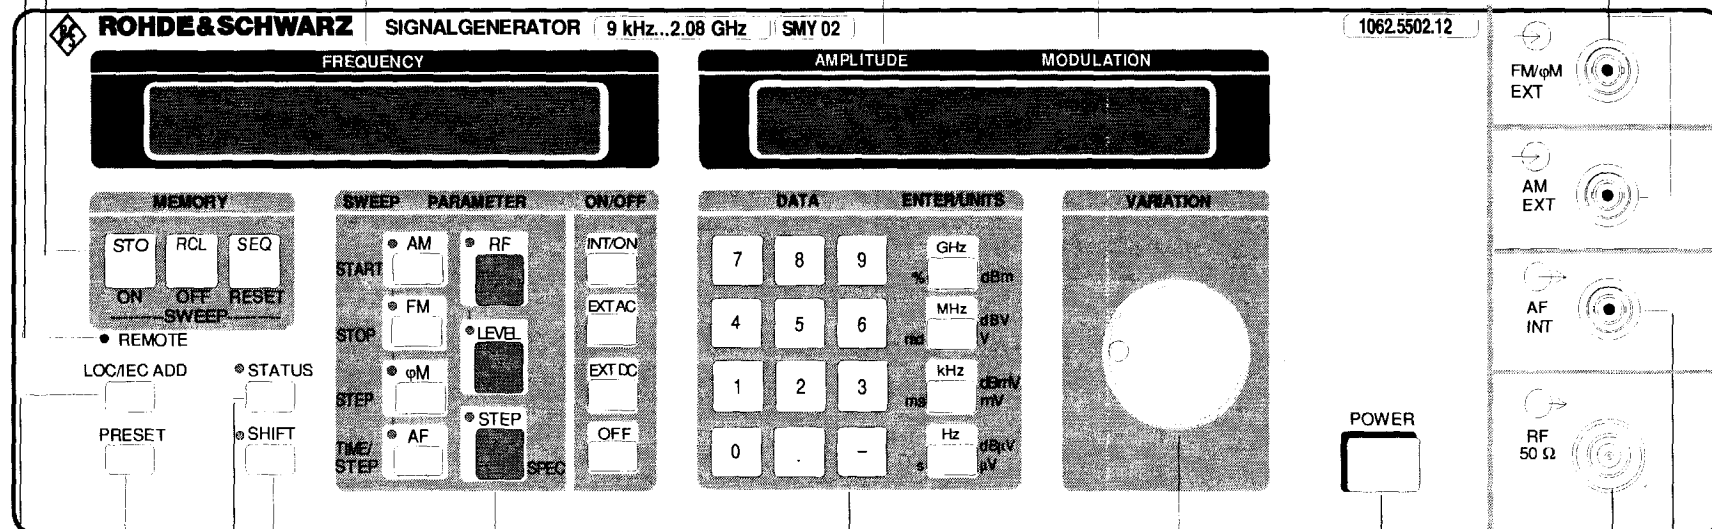 R&S ROHDE&SCHWARZ SIGNALGENERATOR 9 kHz...2.08 GHz SMY 02 1062.5502.12
FREQUENCY
AMPLITUDE MODULATION
MEMORY
STO RCL SEQ
ON OFF RESET
SWEEP
REMOTE
LOC/IEC ADD STATUS
PRESET SHIFT
SWEEP PARAMETER ON/OFF
AM RF INT/ON
START
FM EXT AC
STOP LEVEL
φM EXT DC
STEP
STEP
AF OFF
TIME/
STEP SPEC
DATA ENTER/UNITS
7 8 9 GHz
% dBm
4 5 6 MHz dBV
rad V
1 2 3 kHz dBmV
ms mV
0 . – Hz dBµV
s µV
VARIATION
POWER
FM/φM
EXT
AM
EXT
AF
INT
RF
50 Ω